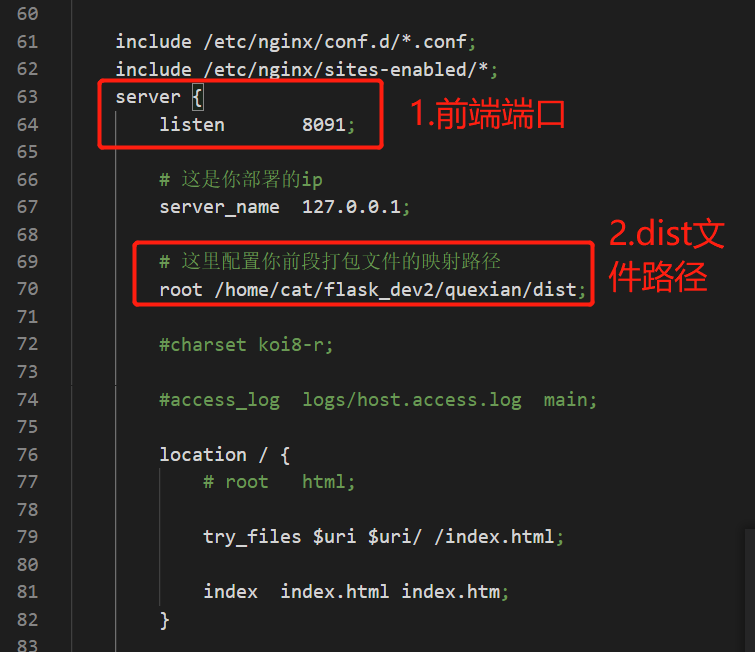 60
61 include /etc/nginx/conf.d/*.conf;
62 include /etc/nginx/sites-enabled/*;
63 server {
64 listen 8091;
1.前端端口
65
66 # 这是你部署的ip
67 server_name 127.0.0.1;
68
2.dist文
件路径
69 # 这里配置你前段打包文件的映射路径
70 root /home/cat/flask_dev2/quexian/dist;
71
72 #charset koi8-r;
73
74 #access_log logs/host.access.log main;
75
76 location / {
77 # root html;
78
79 try_files $uri $uri/ /index.html;
80
81 index index.html index.htm;
82 }
83